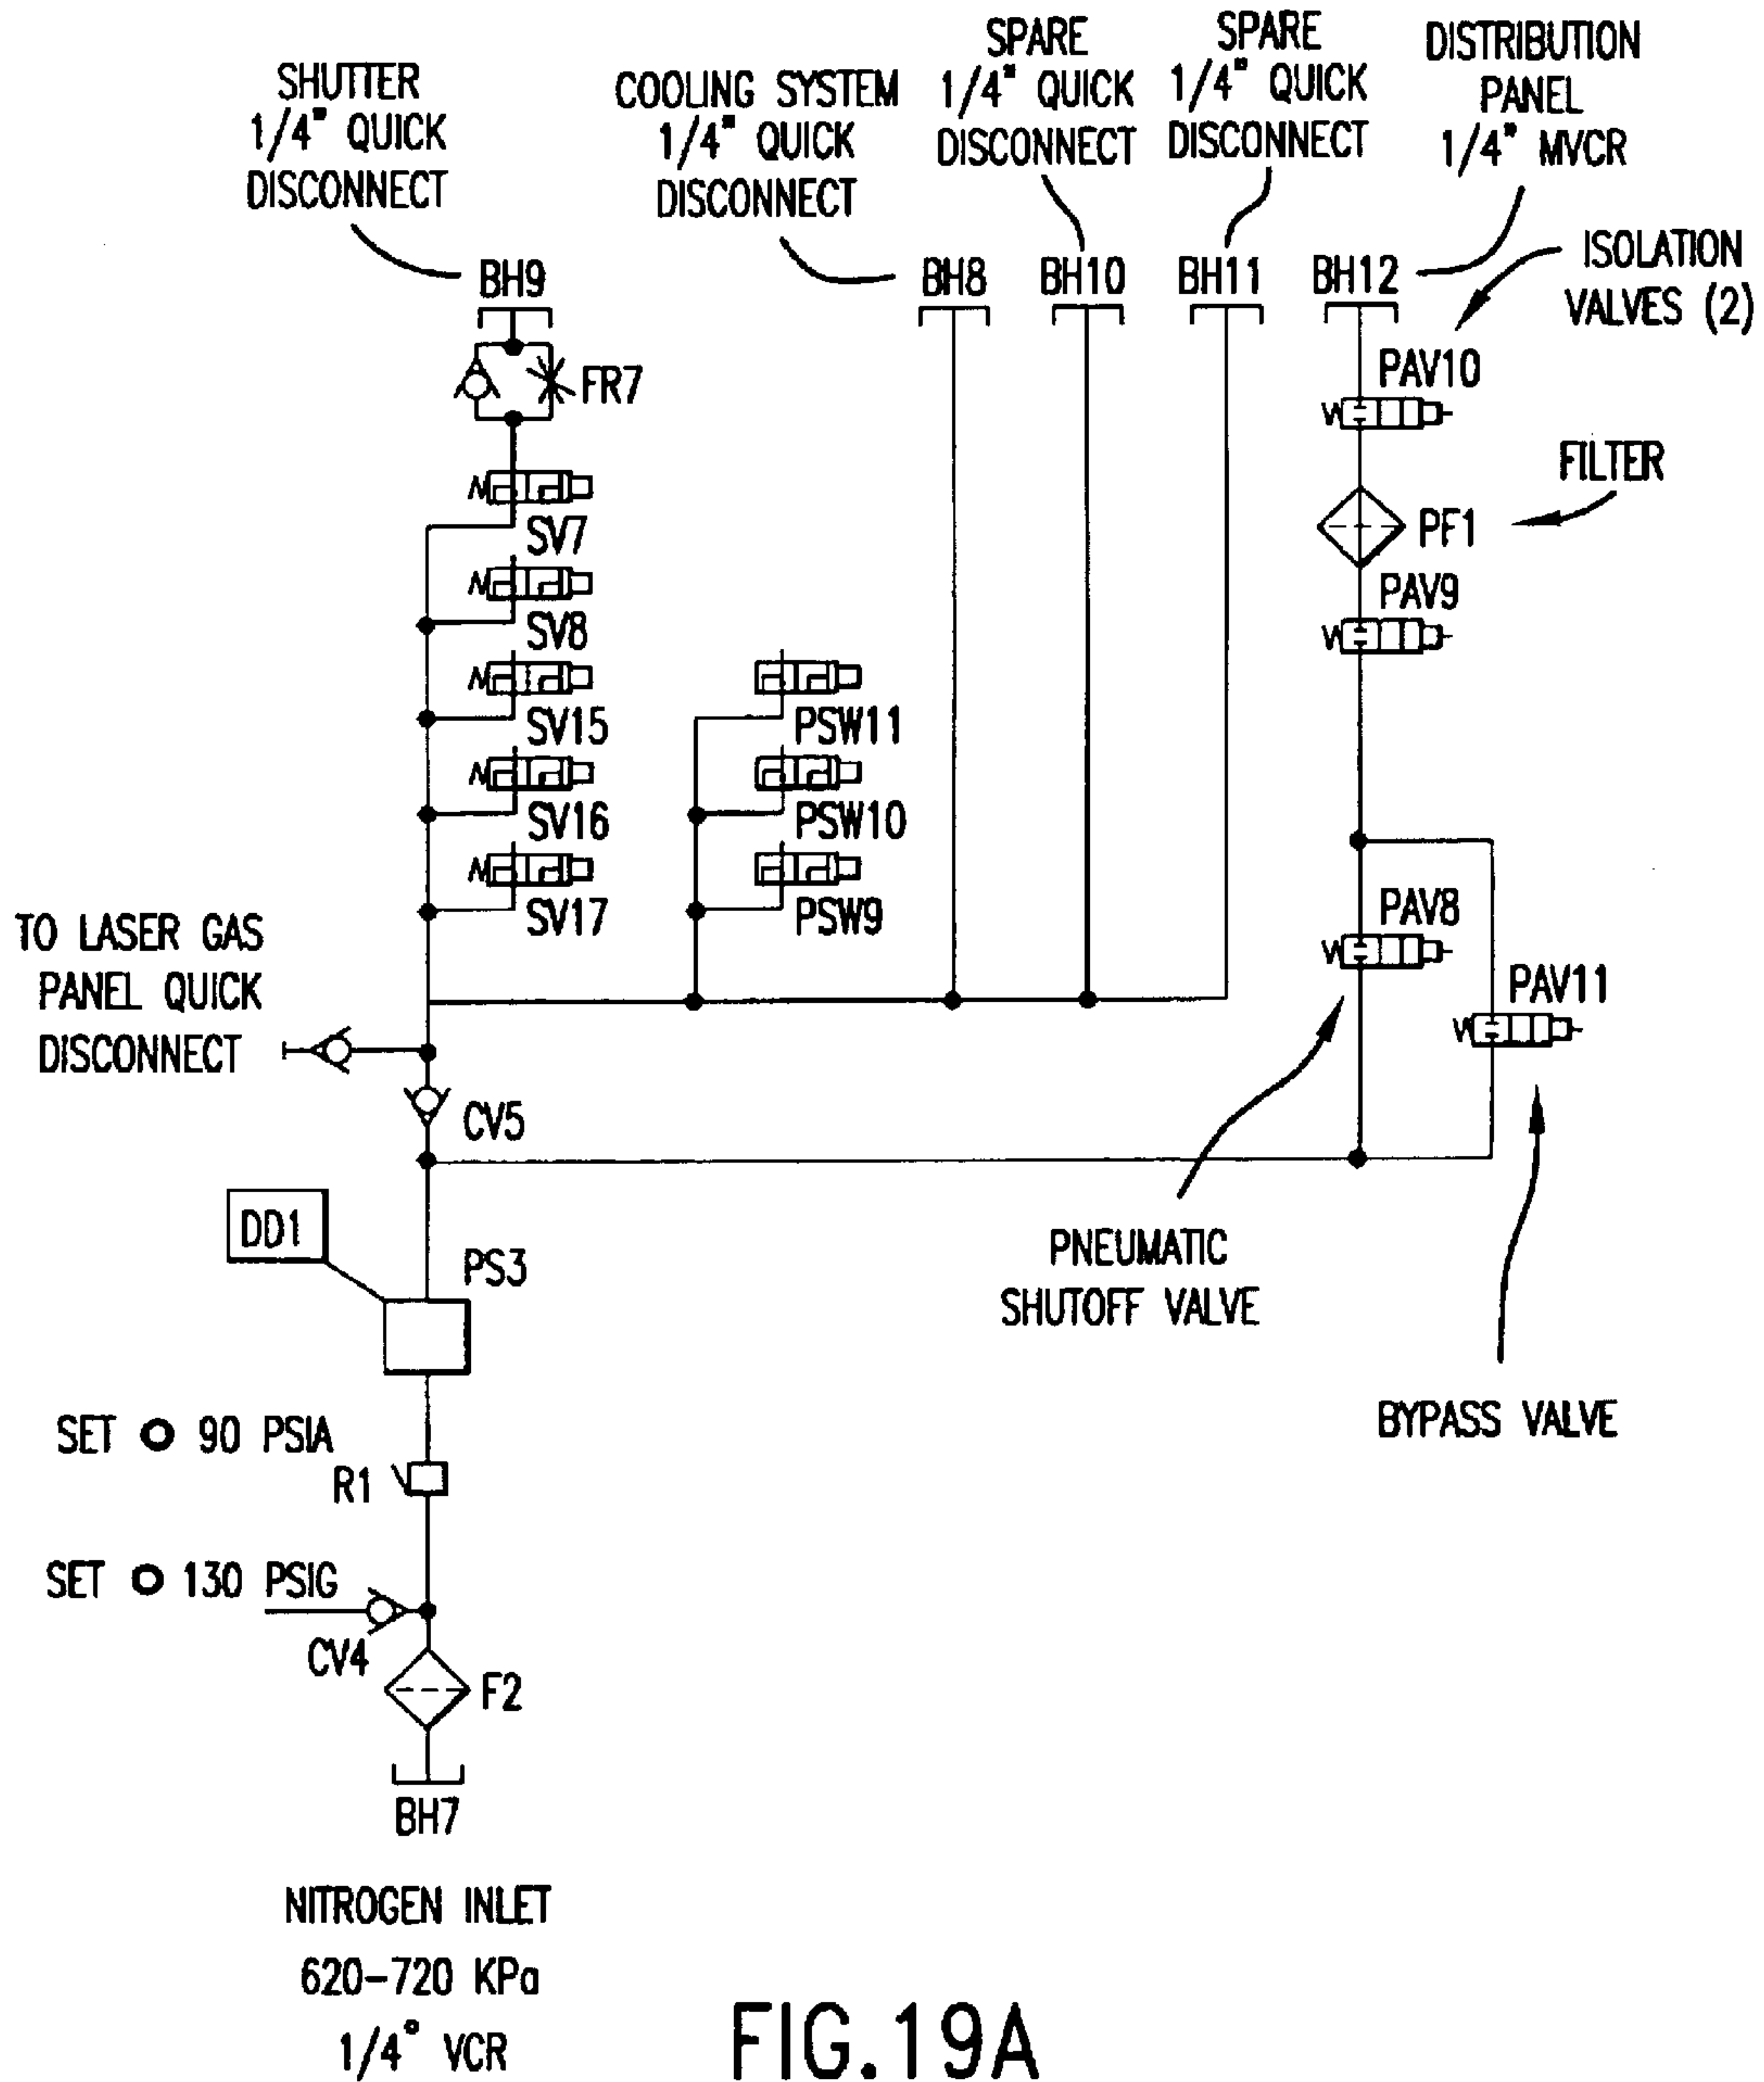 SHUTTER
1/4" QUICK
DISCONNECT
COOLING SYSTEM
1/4" QUICK
DISCONNECT
SPARE
1/4" QUICK
DISCONNECT
SPARE
1/4" QUICK
DISCONNECT
DISTRIBUTION
PANEL
1/4" MVCR
ISOLATION
VALVES (2)
BH9
BH8
BH10
BH11
BH12
FR7
PAV10
FILTER
PF1
SV7
PAV9
SV8
SV15
PSW11
SV16
PSW10
SV17
PSW9
PAV8
PAV11
TO LASER GAS
PANEL QUICK
DISCONNECT
CV5
DD1
PS3
PNEUMATIC
SHUTOFF VALVE
BYPASS VALVE
SET O 90 PSIA
R1
SET O 130 PSIG
CV4
F2
BH7
NITROGEN INLET
620-720 KPa
1/4" VCR
FIG.19A